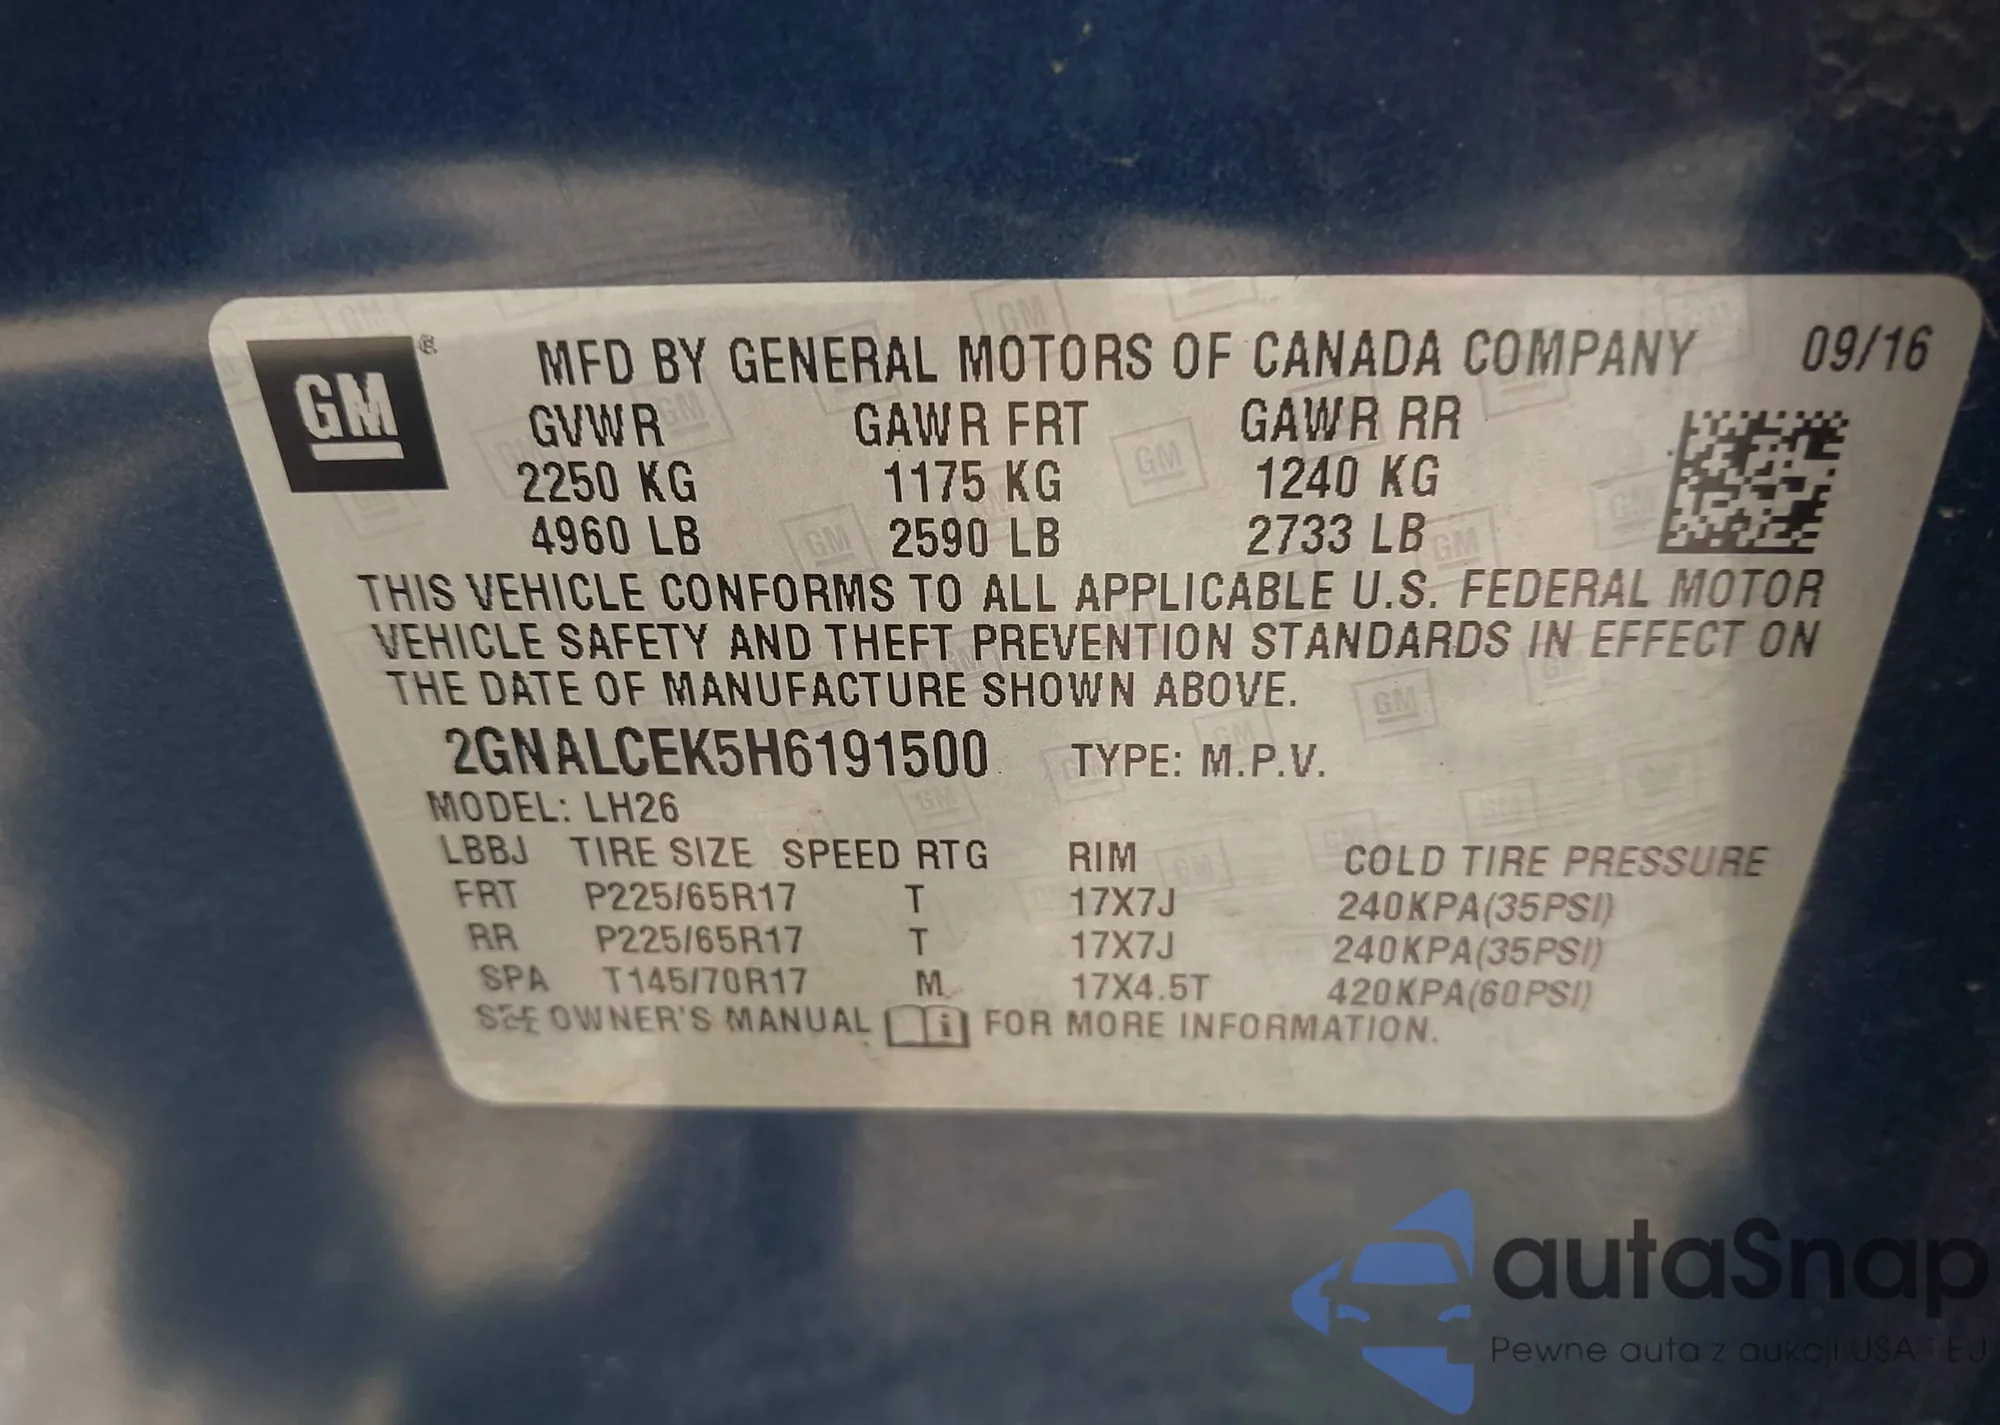 GM ® MFD BY GENERAL MOTORS OF CANADA COMPANY 09/16
GVWR GAWR FRT GAWR RR
2250 KG 1175 KG 1240 KG
4960 LB 2590 LB 2733 LB
THIS VEHICLE CONFORMS TO ALL APPLICABLE U.S. FEDERAL MOTOR
VEHICLE SAFETY AND THEFT PREVENTION STANDARDS IN EFFECT ON
THE DATE OF MANUFACTURE SHOWN ABOVE.
2GNALCEK5H6191500 TYPE: M.P.V.
MODEL: LH26
LBBJ TIRE SIZE SPEED RTG RIM COLD TIRE PRESSURE
FRT P225/65R17 T 17X7J 240KPA(35PSI)
RR P225/65R17 T 17X7J 240KPA(35PSI)
SPA T145/70R17 M 17X4.5T 420KPA(60PSI)
SEE OWNER'S MANUAL i FOR MORE INFORMATION.
autaSnap
Pewne auta z aukcji USA i EU